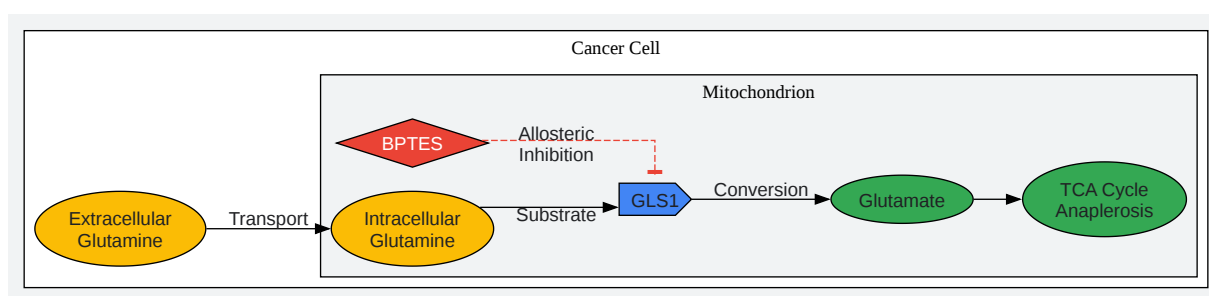 Cancer Cell
Mitochondrion
BPTES
Allosteric
Inhibition
Extracellular
Glutamine
Transport
Intracellular
Glutamine
Substrate
GLS1
Conversion
Glutamate
TCA Cycle
Anaplerosis